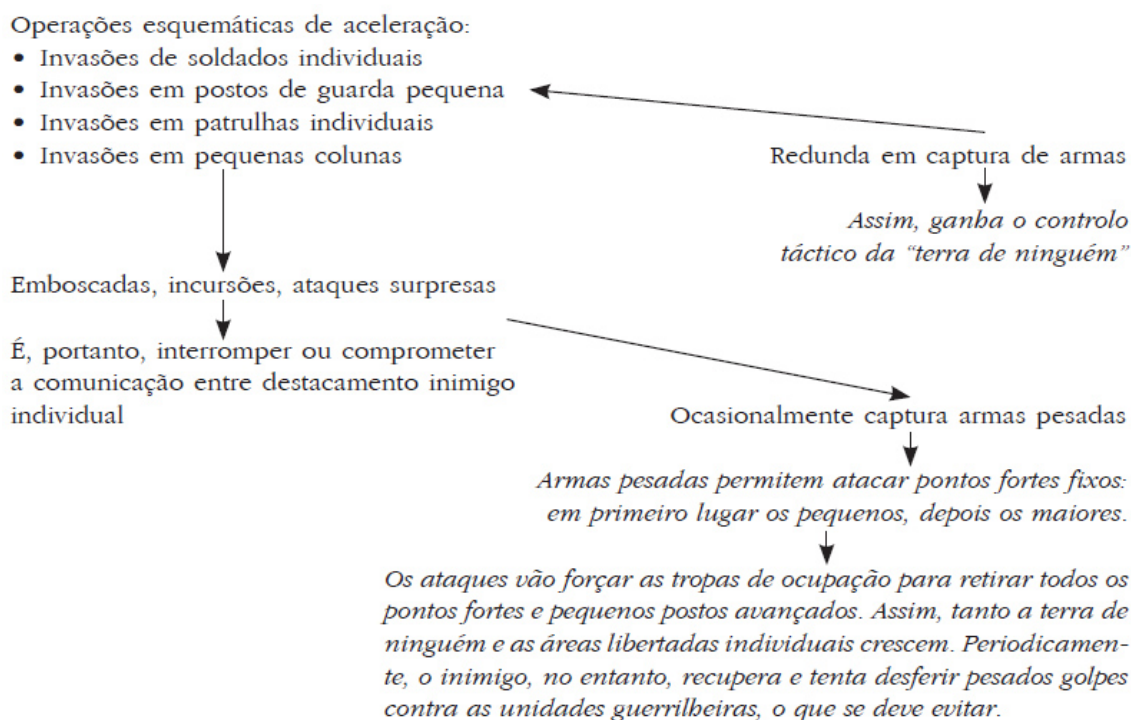 Operações esquemáticas de aceleração:
• Invasões de soldados individuais
• Invasões em postos de guarda pequena
• Invasões em patrulhas individuais
• Invasões em pequenas colunas
Redunda em captura de armas
Assim, ganha o controlo
táctico da “terra de ninguém”
Emboscadas, incursões, ataques surpresas
É, portanto, interromper ou comprometer
a comunicação entre destacamento inimigo
individual
Ocasionalmente captura armas pesadas
Armas pesadas permitem atacar pontos fortes fixos:
em primeiro lugar os pequenos, depois os maiores.
Os ataques vão forçar as tropas de ocupação para retirar todos os
pontos fortes e pequenos postos avançados. Assim, tanto a terra de
ninguém e as áreas libertadas individuais crescem. Periodicamen-
te, o inimigo, no entanto, recupera e tenta desferir pesados golpes
contra as unidades guerrilheiras, o que se deve evitar.